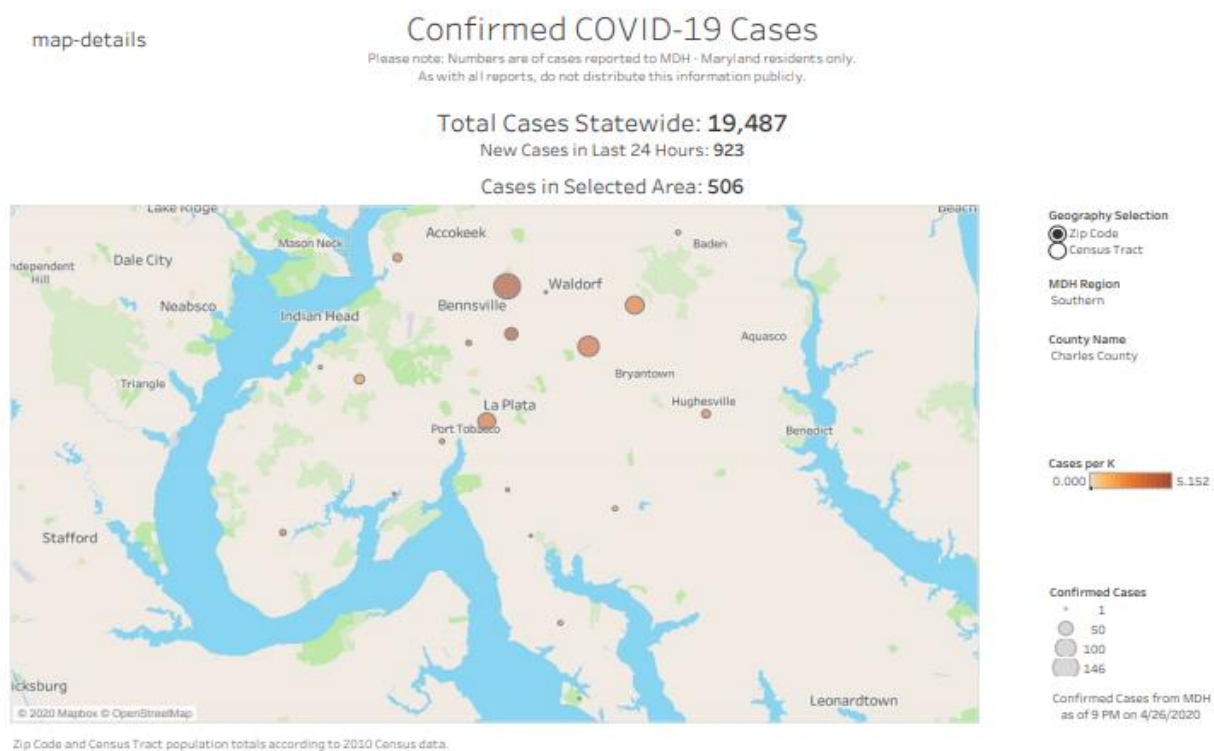 map-details
Confirmed COVID-19 Cases
Please note: Numbers are of cases reported to MDH - Maryland residents only.
As with all reports, do not distribute this information publicly.
Total Cases Statewide: 19,487
New Cases in Last 24 Hours: 923
Cases in Selected Area: 506
Lake Ridge
Beach
Accokeek
Mason Neck
Baden
Dale City
ndependent
Hill
Waldorf
Neabsco
Bennsville
Indian Head
Aquasco
Triangle
Bryantown
La Plata
Hughesville
Port Tobacco
Benedict
Stafford
icksburg
Leonardtown
© 2020 Mapbox © OpenStreetMap
Geography Selection
Zip Code
Census Tract
MDH Region
Southern
County Name
Charles County
Cases per K
0.000 5.152
Confirmed Cases
1
50
100
146
Confirmed Cases from MDH
as of 9 PM on 4/26/2020
Zip Code and Census Tract population totals according to 2010 Census data.